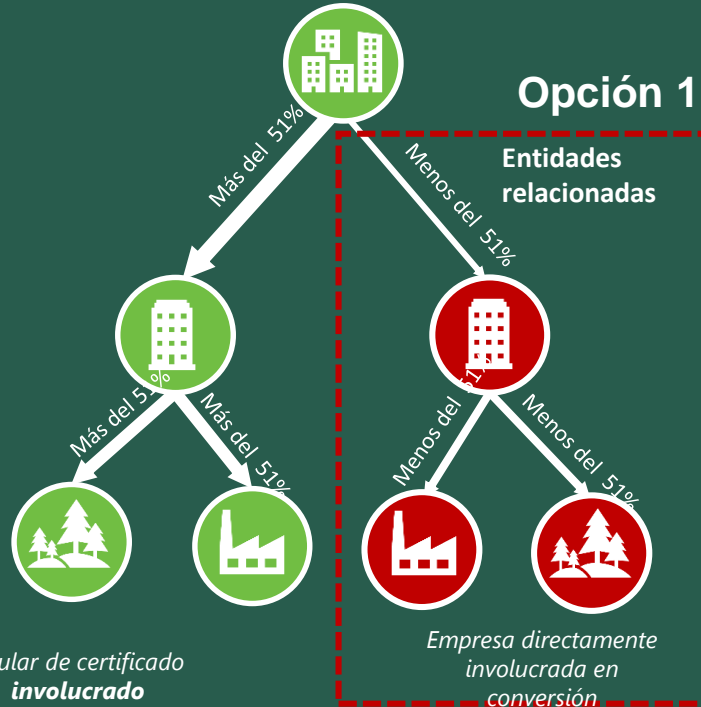 Opción 1
Entidades
relacionadas
Más del 51%
Menos del 51%
Más del 51%
Más del 51%
Menos del 51%
Menos del 51%
ular de certificado
involucrado
Empresa directamente
involucrada en
conversión